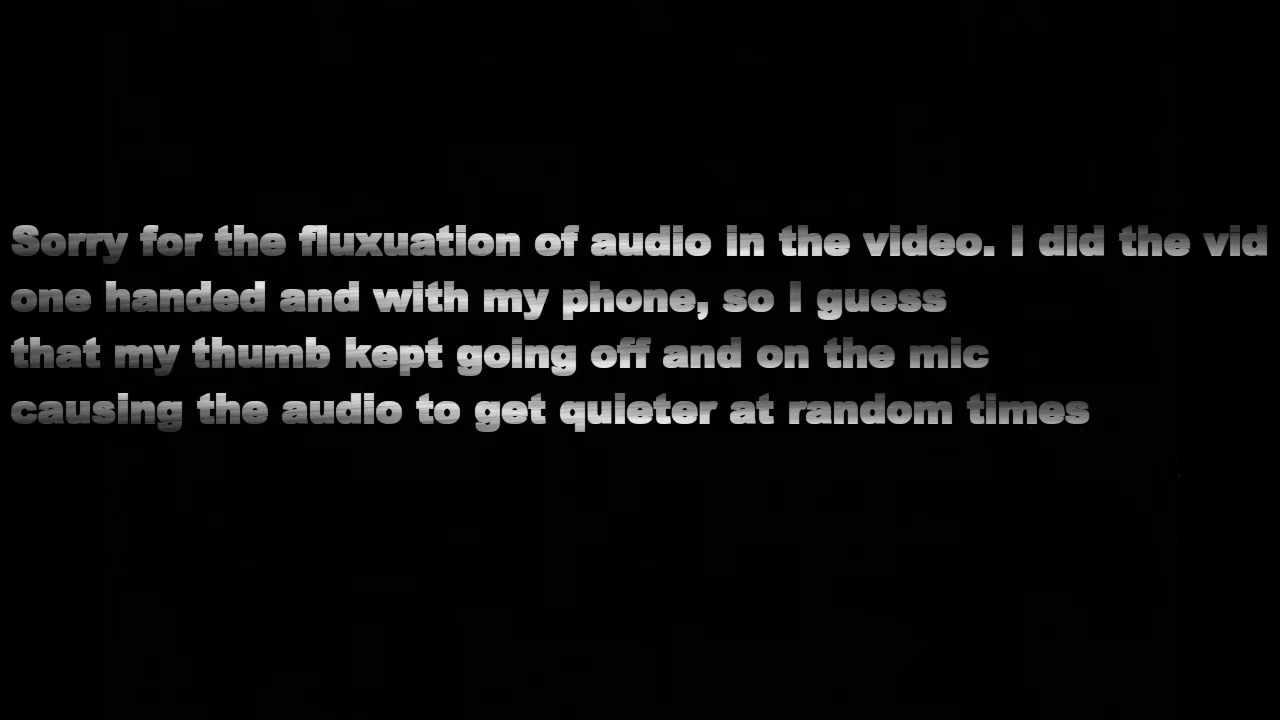 Sorry for the fluxuation of audio in the video. I did the vid
one handed and with my phone, so I guess
that my thumb kept going off and on the mic
causing the audio to get quieter at random times